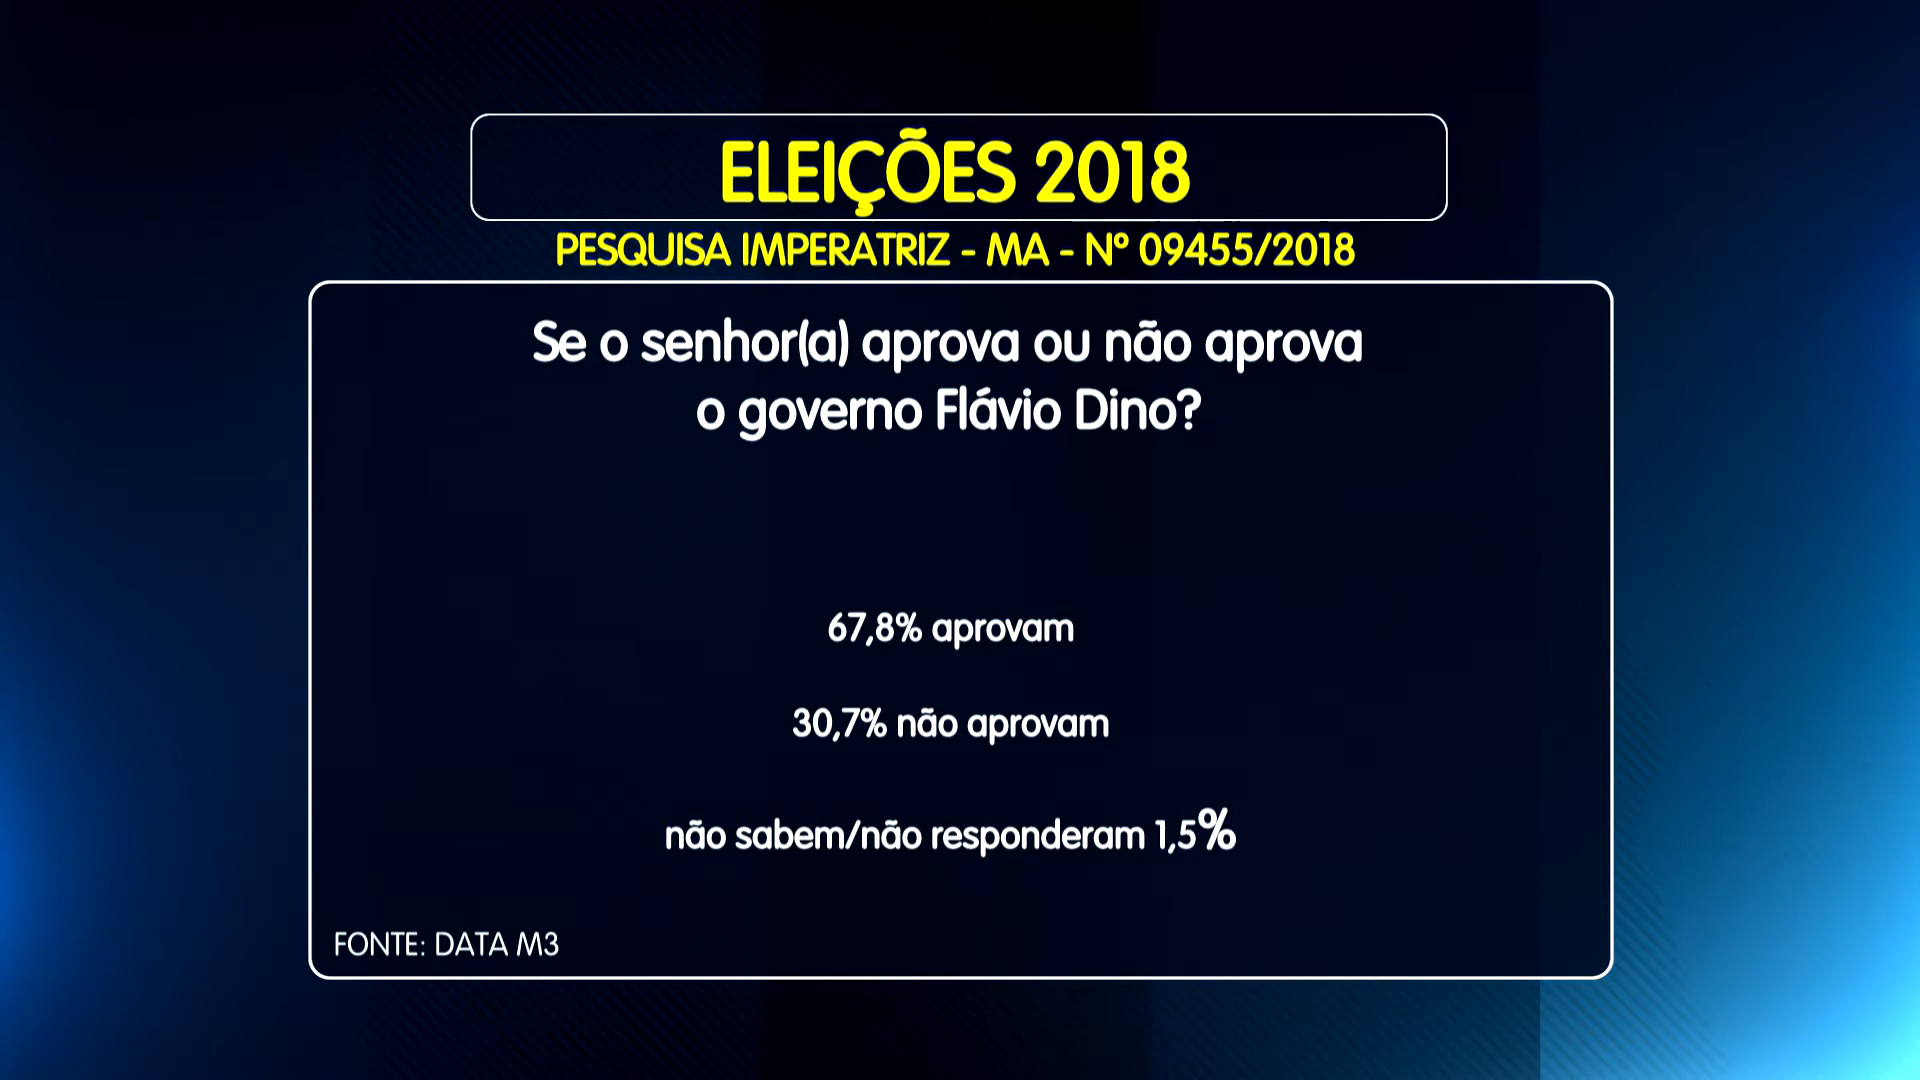 ELEIÇÕES 2018
PESQUISA IMPERATRIZ - MA - Nº 09455/2018
Se o senhor(a) aprova ou não aprova
o governo Flávio Dino?
67,8% aprovam
30,7% não aprovam
não sabem/não responderam 1,5%
FONTE: DATA M3